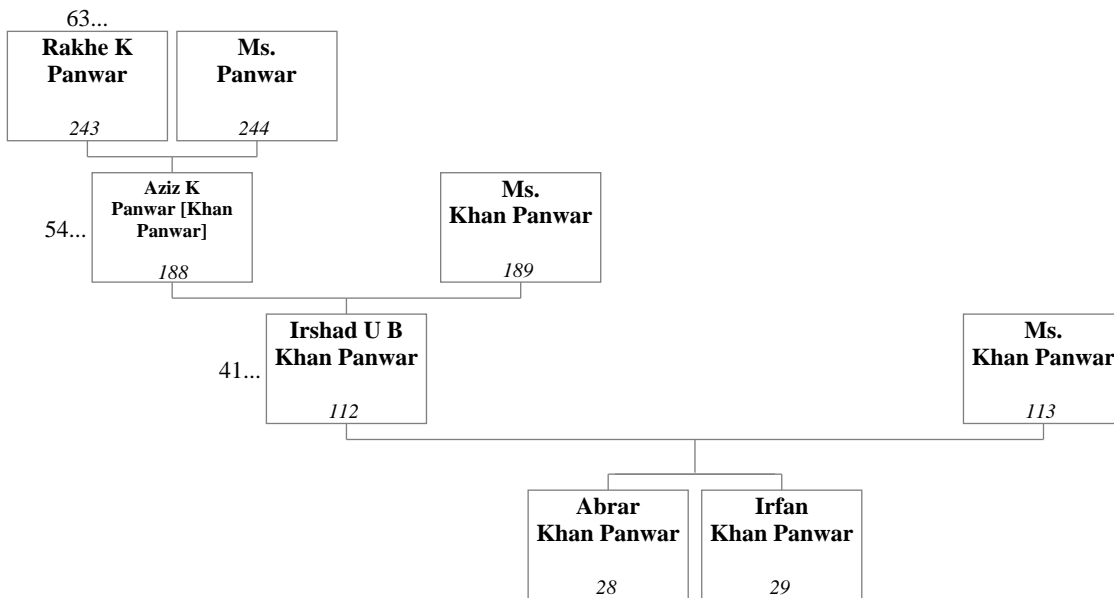 63...
Rakhe K
Panwar
243
Ms.
Panwar
244
54...
Aziz K
Panwar [Khan
Panwar]
188
Ms.
Khan Panwar
189
41...
Irshad U B
Khan Panwar
112
Ms.
Khan Panwar
113
Abrar
Khan Panwar
28
Irfan
Khan Panwar
29